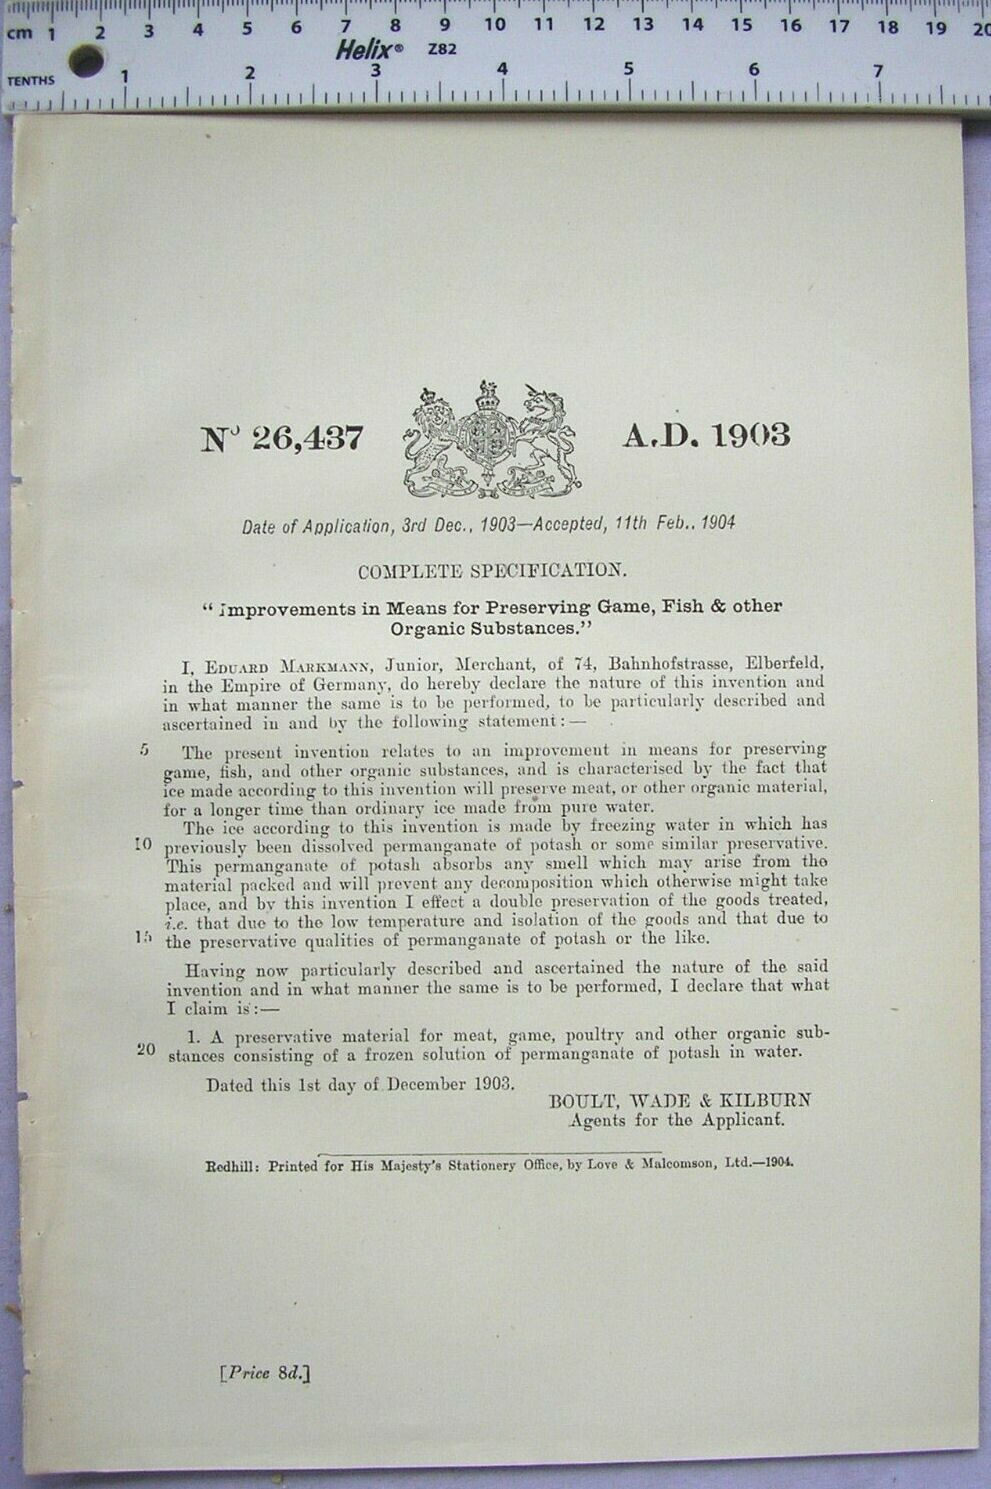 cm 1 2 3 4 5 6 7 8 9 10 11 12 13 14 15 16 17 18 19 20
Helix® Z82
TENTHS 1 2 3 4 5 6 7
Nº 26,437 A.D. 1903
Date of Application, 3rd Dec., 1903—Accepted, 11th Feb., 1904
COMPLETE SPECIFICATION.
“Improvements in Means for Preserving Game, Fish & other
Organic Substances.”
I, EDUARD MARKMANN, Junior, Merchant, of 74, Bahnhofstrasse, Elberfeld,
in the Empire of Germany, do hereby declare the nature of this invention and
in what manner the same is to be performed, to be particularly described and
ascertained in and by the following statement:—
5 The present invention relates to an improvement in means for preserving
game, fish, and other organic substances, and is characterised by the fact that
ice made according to this invention will preserve meat, or other organic material,
for a longer time than ordinary ice made from pure water.
The ice according to this invention is made by freezing water in which has
10 previously been dissolved permanganate of potash or some similar preservative.
This permanganate of potash absorbs any smell which may arise from the
material packed and will prevent any decomposition which otherwise might take
place, and by this invention I effect a double preservation of the goods treated,
i.e. that due to the low temperature and isolation of the goods and that due to
15 the preservative qualities of permanganate of potash or the like.
Having now particularly described and ascertained the nature of the said
invention and in what manner the same is to be performed, I declare that what
I claim is:—
1. A preservative material for meat, game, poultry and other organic sub-
20 stances consisting of a frozen solution of permanganate of potash in water.
Dated this 1st day of December 1903.
BOULT, WADE & KILBURN
Agents for the Applicant.
Redhill: Printed for His Majesty's Stationery Office, by Love & Malcomson, Ltd.—1904.
[Price 8d.]